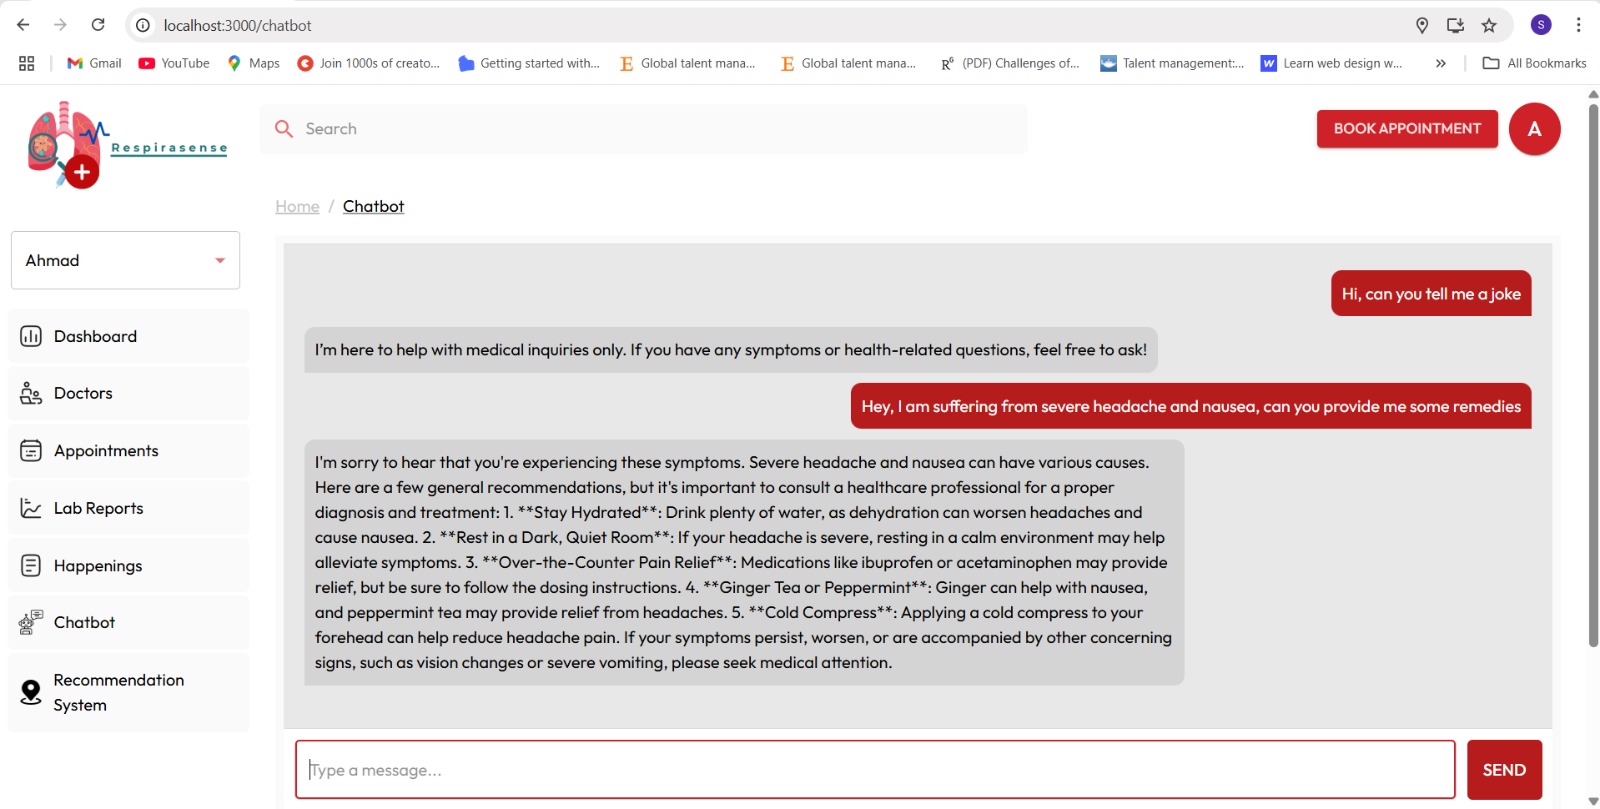 localhost:3000/chatbot
S
Gmail
YouTube
Maps
Join 1000s of creato...
Getting started with...
Global talent mana...
Global talent mana...
R⁶ (PDF) Challenges of...
Talent management:...
W Learn web design w...
»
All Bookmarks
Respirasense
Search
BOOK APPOINTMENT
A
Home / Chatbot
Ahmad
Dashboard
Doctors
Appointments
Lab Reports
Happenings
Chatbot
Recommendation
System
Hi, can you tell me a joke
I'm here to help with medical inquiries only. If you have any symptoms or health-related questions, feel free to ask!
Hey, I am suffering from severe headache and nausea, can you provide me some remedies
I'm sorry to hear that you're experiencing these symptoms. Severe headache and nausea can have various causes.
Here are a few general recommendations, but it's important to consult a healthcare professional for a proper
diagnosis and treatment: 1. **Stay Hydrated**: Drink plenty of water, as dehydration can worsen headaches and
cause nausea. 2. **Rest in a Dark, Quiet Room**: If your headache is severe, resting in a calm environment may help
alleviate symptoms. 3. **Over-the-Counter Pain Relief**: Medications like ibuprofen or acetaminophen may provide
relief, but be sure to follow the dosing instructions. 4. **Ginger Tea or Peppermint**: Ginger can help with nausea,
and peppermint tea may provide relief from headaches. 5. **Cold Compress**: Applying a cold compress to your
forehead can help reduce headache pain. If your symptoms persist, worsen, or are accompanied by other concerning
signs, such as vision changes or severe vomiting, please seek medical attention.
Type a message...
SEND